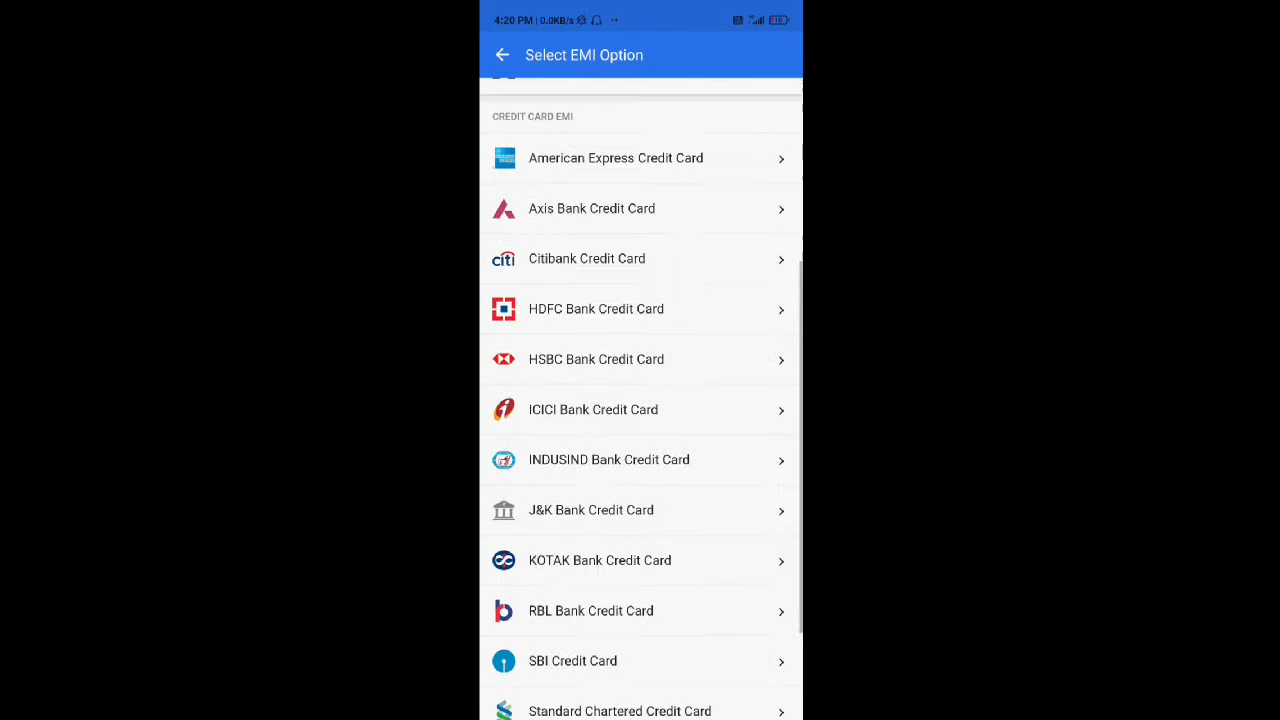 4:20 PM | 0.0KB/s
Select EMI Option
CREDIT CARD EMI
American Express Credit Card
Axis Bank Credit Card
citi Citibank Credit Card
HDFC Bank Credit Card
HSBC Bank Credit Card
ICICI Bank Credit Card
INDUSIND Bank Credit Card
J&K Bank Credit Card
KOTAK Bank Credit Card
RBL Bank Credit Card
SBI Credit Card
Standard Chartered Credit Card